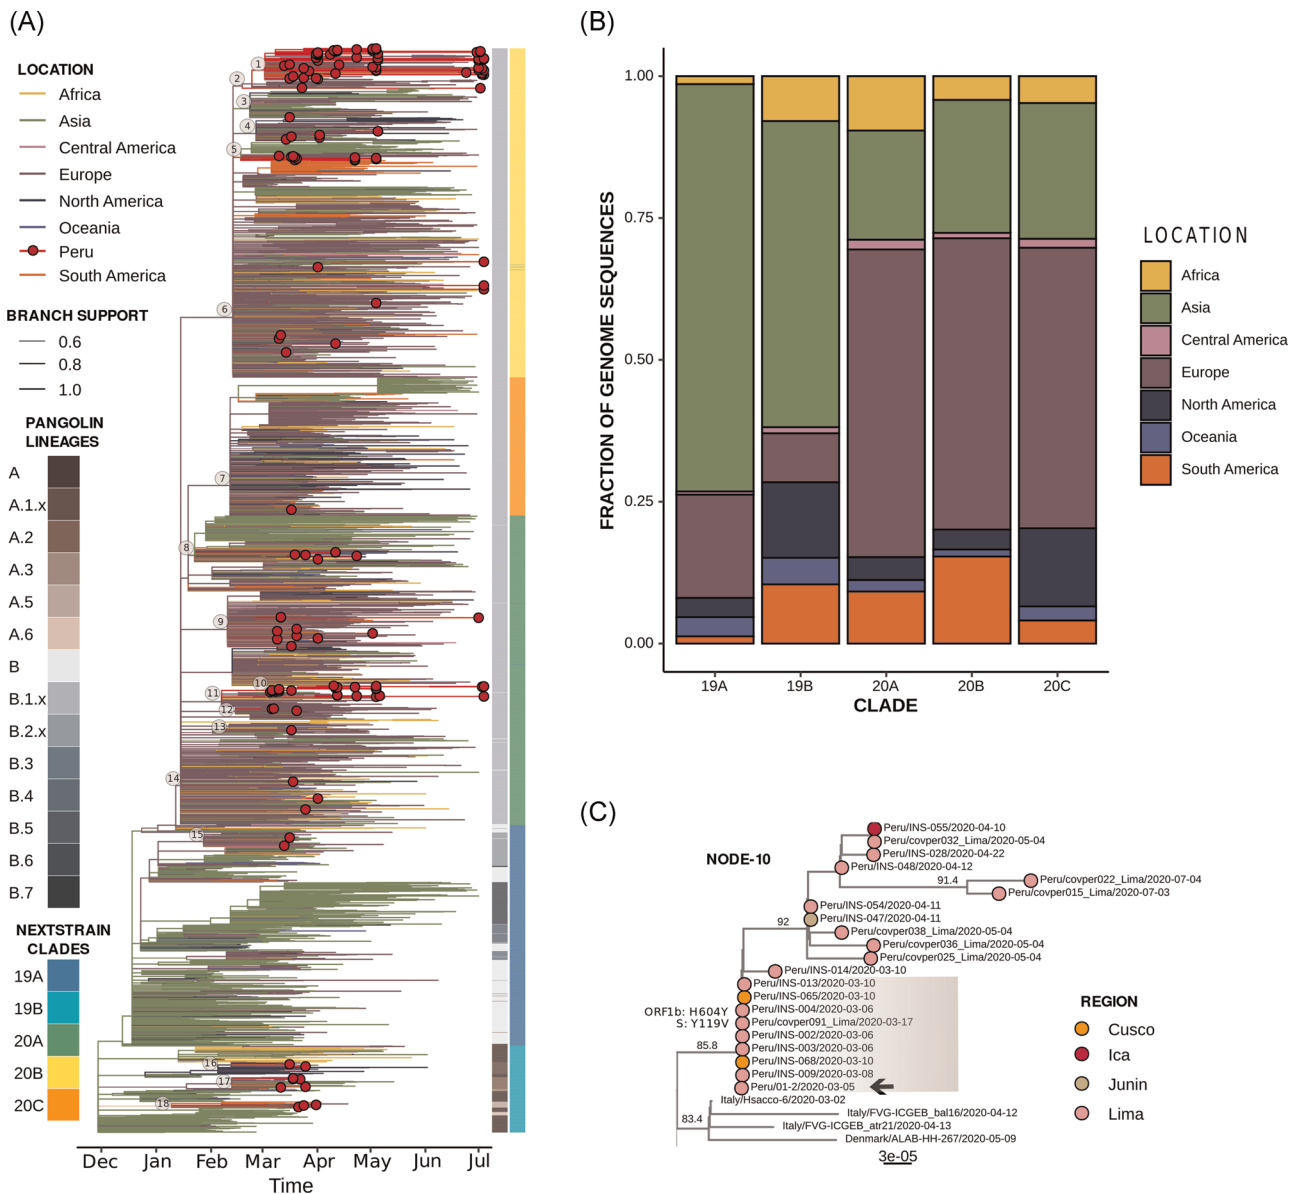 (A)
LOCATION
Africa
Asia
Central America
Europe
North America
Oceania
Peru
South America
BRANCH SUPPORT
0.6
0.8
1.0
PANGOLIN
LINEAGES
A
A.1.x
A.2
A.3
A.5
A.6
B
B.1.x
B.2.x
B.3
B.4
B.5
B.6
B.7
NEXTSTRAIN
CLADES
19A
19B
20A
20B
20C
1
2
3
4
5
6
7
8
9
10
11
12
13
14
15
16
17
18
Dec Jan Feb Mar Apr May Jun Jul
Time
(B)
FRACTION OF GENOME SEQUENCES
1.00
0.75
0.50
0.25
0.00
19A 19B 20A 20B 20C
CLADE
LOCATION
Africa
Asia
Central America
Europe
North America
Oceania
South America
(C)
NODE-10
Peru/INS-055/2020-04-10
Peru/covper032_Lima/2020-05-04
Peru/INS-028/2020-04-22
Peru/INS-048/2020-04-12
91.4
Peru/covper022_Lima/2020-07-04
Peru/covper015_Lima/2020-07-03
Peru/INS-054/2020-04-11
Peru/INS-047/2020-04-11
92
Peru/covper038_Lima/2020-05-04
Peru/covper036_Lima/2020-05-04
Peru/covper025_Lima/2020-05-04
Peru/INS-014/2020-03-10
Peru/INS-013/2020-03-10
Peru/INS-065/2020-03-10
ORF1b: H604Y
S: Y119V
Peru/INS-004/2020-03-06
Peru/covper091_Lima/2020-03-17
Peru/INS-002/2020-03-06
85.8
Peru/INS-003/2020-03-06
Peru/INS-068/2020-03-10
Peru/INS-009/2020-03-08
Peru/01-2/2020-03-05
Italy/Hsacco-6/2020-03-02
83.4
Italy/FVG-ICGEB_bal16/2020-04-12
Italy/FVG-ICGEB_atr21/2020-04-13
Denmark/ALAB-HH-267/2020-05-09
3e-05
REGION
Cusco
Ica
Junin
Lima